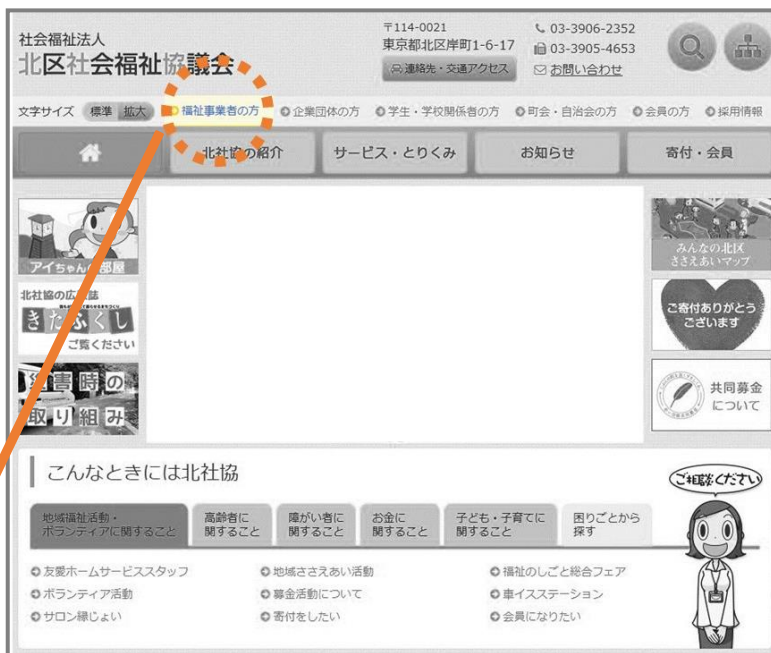 社会福祉法人
北区社会福祉協議会
〒114-0021
東京都北区岸町1-6-17
連絡先・交通アクセス
03-3906-2352
03-3905-4653
お問い合わせ
文字サイズ 標準 拡大 福祉事業者の方 企業団体の方 学生・学校関係者の方 町会・自治会の方 会員の方 採用情報
北社協の紹介 サービス・とりくみ お知らせ 寄付・会員
アイちゃんの部屋
北社協の広報誌
きたふくし
ご覧ください
災害時の
取り組み
みんなの北区
ささえあいマップ
ご寄付ありがとう
ございます
共同募金
について
こんなときには北社協
ご相談ください
地域福祉活動・
ボランティアに関すること
高齢者に
関すること
障がい者に
関すること
お金に
関すること
子ども・子育てに
関すること
困りごとから
探す
友愛ホームサービススタッフ 地域ささえあい活動 福祉のしごと総合フェア
ボランティア活動 募金活動について 車イスステーション
サロン縁じょい 寄付をしたい 会員になりたい